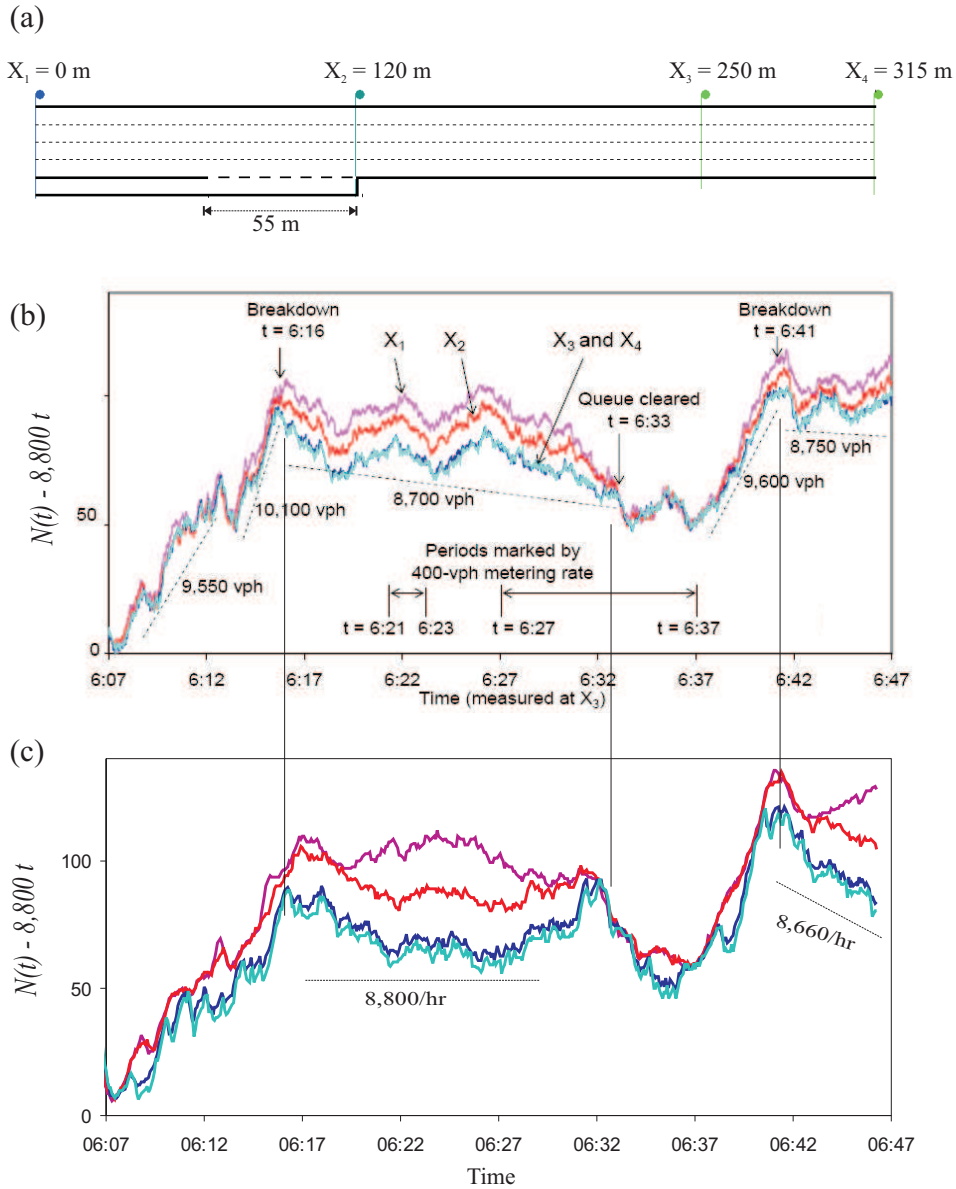 (a)
X1 = 0 m
X2 = 120 m
X3 = 250 m
X4 = 315 m
55 m
(b)
N(t) - 8,800 t
Breakdown
t = 6:16
X1
X2
X3 and X4
Queue cleared
t = 6:33
Breakdown
t = 6:41
9,550 vph
10,100 vph
8,700 vph
9,600 vph
8,750 vph
Periods marked by
400-vph metering rate
t = 6:21
6:23
t = 6:27
t = 6:37
50
0
6:07
6:12
6:17
6:22
6:27
6:32
6:37
6:42
6:47
Time (measured at X3)
(c)
N(t) - 8,800 t
100
50
0
8,800/hr
8,660/hr
06:07
06:12
06:17
06:22
06:27
06:32
06:37
06:42
06:47
Time